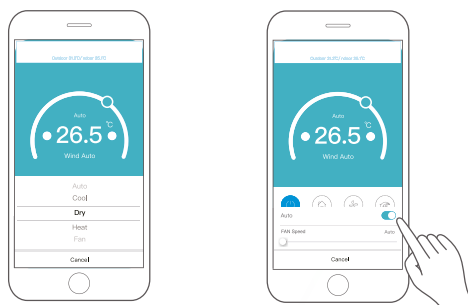 Auto
26.5 °C
Wind Auto
Auto
Cool
Dry
Heat
Fan
Cancel
Auto
26.5 °C
Wind Auto
Auto
FAN Speed Auto
Cancel